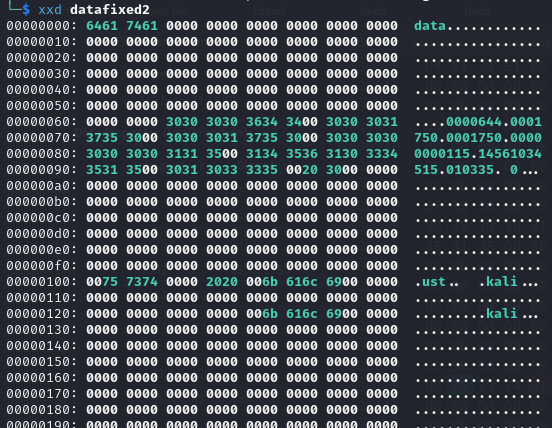 └─$ xxd datafixed2
00000000: 6461 7461 0000 0000 0000 0000 0000 0000  data............
00000010: 0000 0000 0000 0000 0000 0000 0000 0000  ................
00000020: 0000 0000 0000 0000 0000 0000 0000 0000  ................
00000030: 0000 0000 0000 0000 0000 0000 0000 0000  ................
00000040: 0000 0000 0000 0000 0000 0000 0000 0000  ................
00000050: 0000 0000 0000 0000 0000 0000 0000 0000  ................
00000060: 0000 0000 3030 3030 3634 3400 3030 3031  ....0000644.0001
00000070: 3735 3000 3030 3031 3735 3000 3030 3030  750.0001750.0000
00000080: 3030 3030 3131 3500 3134 3536 3130 3334  0000115.14561034
00000090: 3531 3500 3031 3033 3335 0020 3000 0000  515.010335. 0...
000000a0: 0000 0000 0000 0000 0000 0000 0000 0000  ................
000000b0: 0000 0000 0000 0000 0000 0000 0000 0000  ................
000000c0: 0000 0000 0000 0000 0000 0000 0000 0000  ................
000000d0: 0000 0000 0000 0000 0000 0000 0000 0000  ................
000000e0: 0000 0000 0000 0000 0000 0000 0000 0000  ................
000000f0: 0000 0000 0000 0000 0000 0000 0000 0000  ................
00000100: 0075 7374 0000 2020 006b 616c 6900 0000  .ust..  .kali...
00000110: 0000 0000 0000 0000 0000 0000 0000 0000  ................
00000120: 0000 0000 0000 0000 006b 616c 6900 0000  .........kali...
00000130: 0000 0000 0000 0000 0000 0000 0000 0000  ................
00000140: 0000 0000 0000 0000 0000 0000 0000 0000  ................
00000150: 0000 0000 0000 0000 0000 0000 0000 0000  ................
00000160: 0000 0000 0000 0000 0000 0000 0000 0000  ................
00000170: 0000 0000 0000 0000 0000 0000 0000 0000  ................
00000180: 0000 0000 0000 0000 0000 0000 0000 0000  ................
00000190: 0000 0000 0000 0000 0000 0000 0000 0000  ................